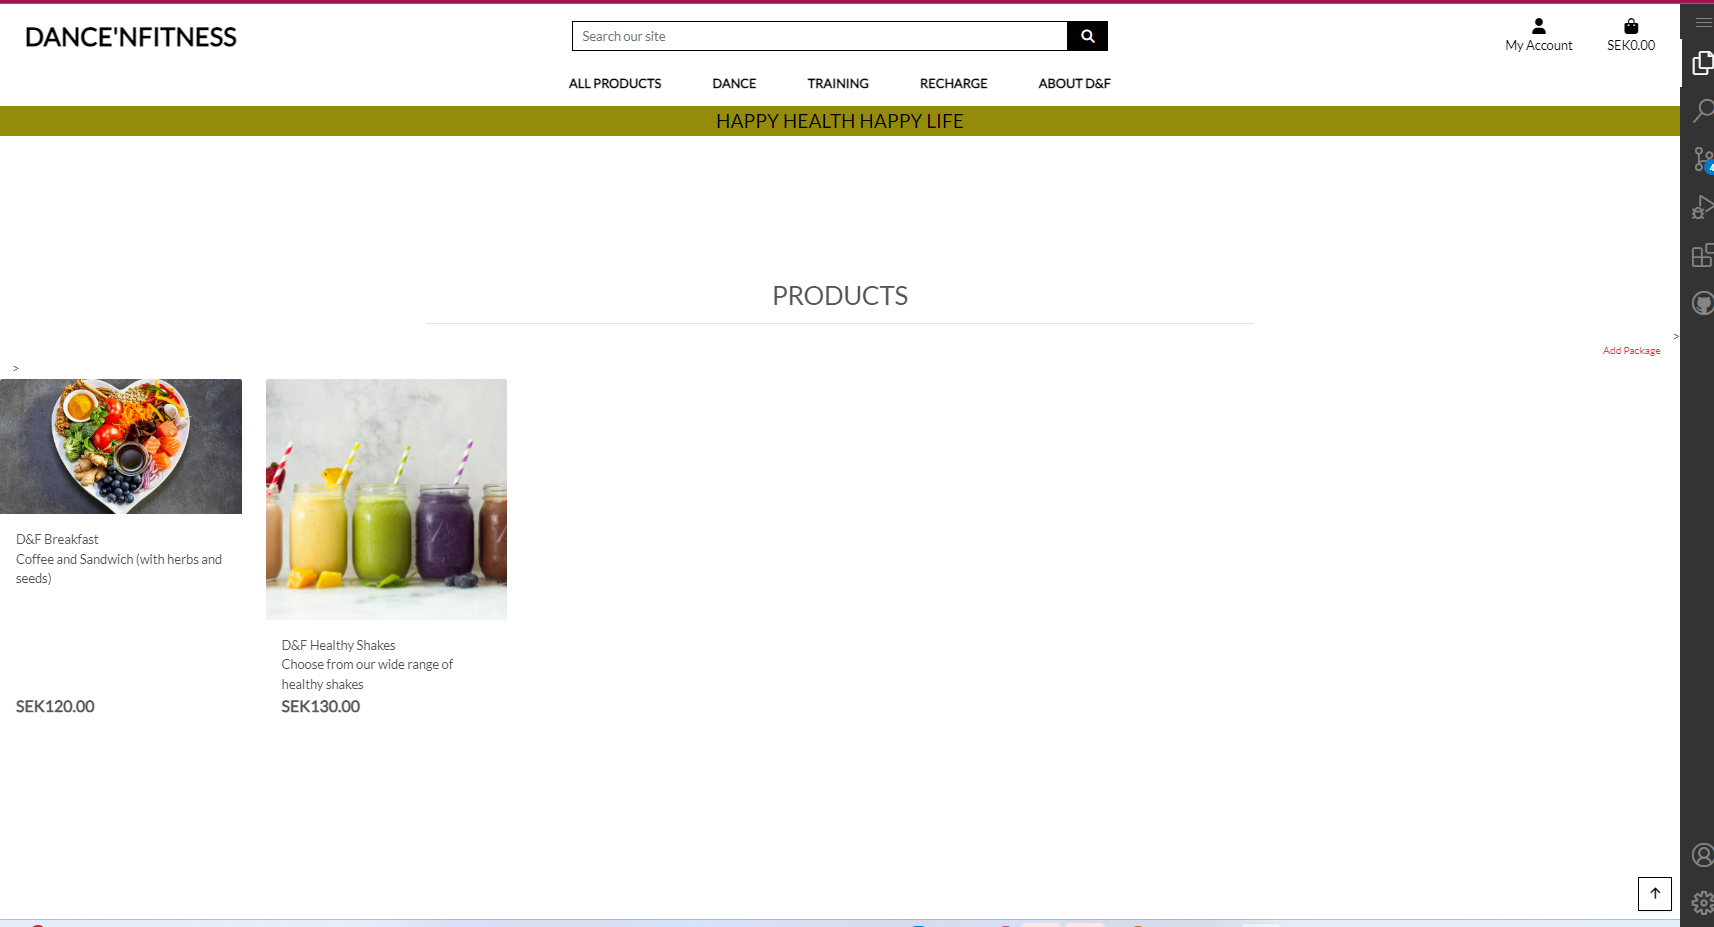 DANCE'NFITNESS
Search our site
My Account
SEK0.00
ALL PRODUCTS
DANCE
TRAINING
RECHARGE
ABOUT D&F
HAPPY HEALTH HAPPY LIFE
PRODUCTS
>
Add Package
>
D&F Breakfast
Coffee and Sandwich (with herbs and
seeds)
SEK120.00
D&F Healthy Shakes
Choose from our wide range of
healthy shakes
SEK130.00
4